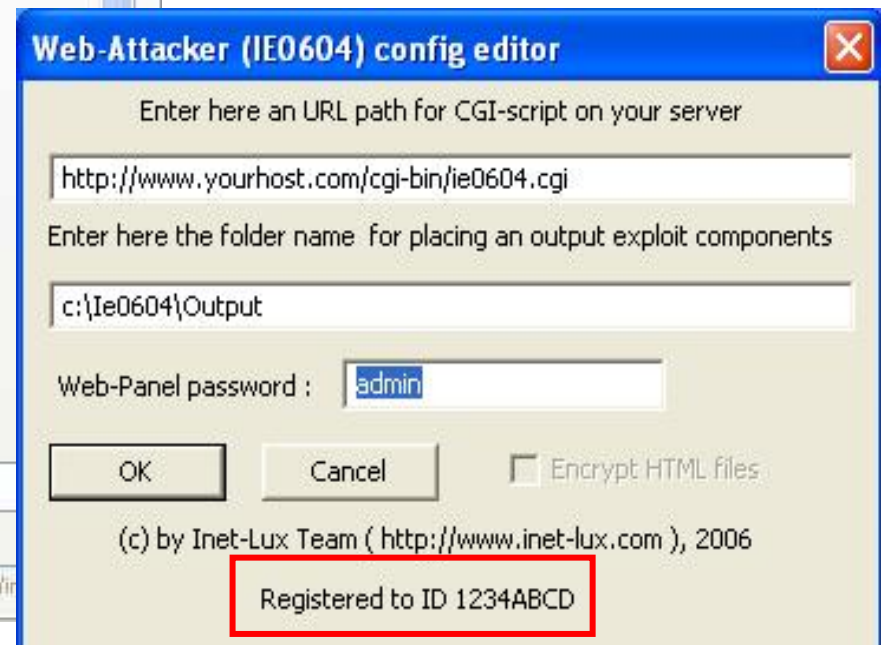 Web-Attacker (IE0604) config editor
Enter here an URL path for CGI-script on your server
http://www.yourhost.com/cgi-bin/ie0604.cgi
Enter here the folder name for placing an output exploit components
c:\Ie0604\Output
Web-Panel password :
admin
OK
Cancel
Encrypt HTML files
(c) by Inet-Lux Team ( http://www.inet-lux.com ), 2006
Registered to ID 1234ABCD